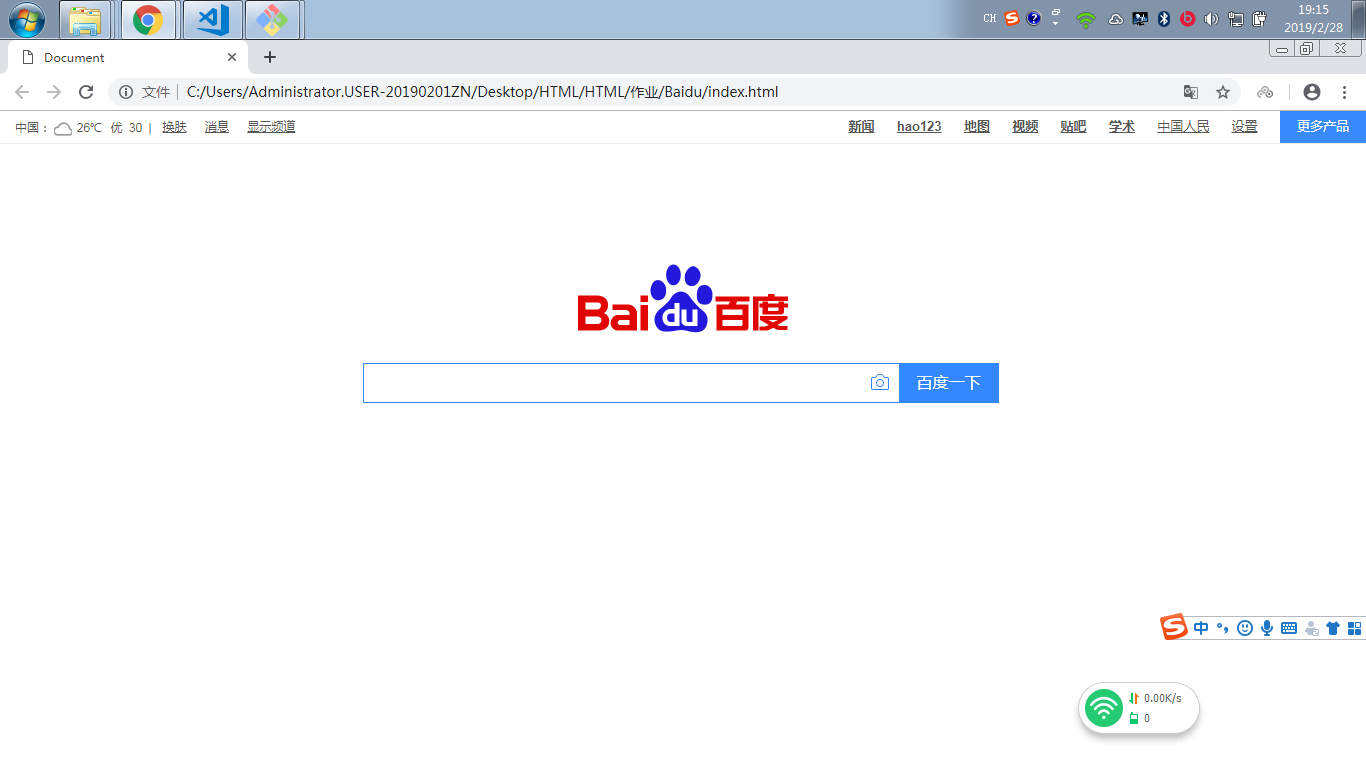 CH
19:15
2019/2/28
Document
文件 C:/Users/Administrator.USER-20190201ZN/Desktop/HTML/HTML/作业/Baidu/index.html
中国： 26℃ 优 30 | 换肤 消息 显示频道 新闻 hao123 地图 视频 贴吧 学术 中国人民 设置 更多产品
Bai du 百度
百度一下
中
0.00K/s
0